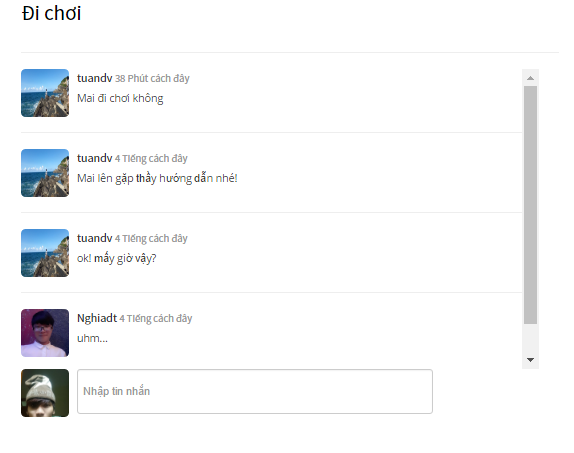 Đi chơi
tuandv 38 Phút cách đây
Mai đi chơi không
tuandv 4 Tiếng cách đây
Mai lên gặp thầy hướng dẫn nhé!
tuandv 4 Tiếng cách đây
ok! mấy giờ vậy?
Nghiadt 4 Tiếng cách đây
uhm...
Nhập tin nhắn